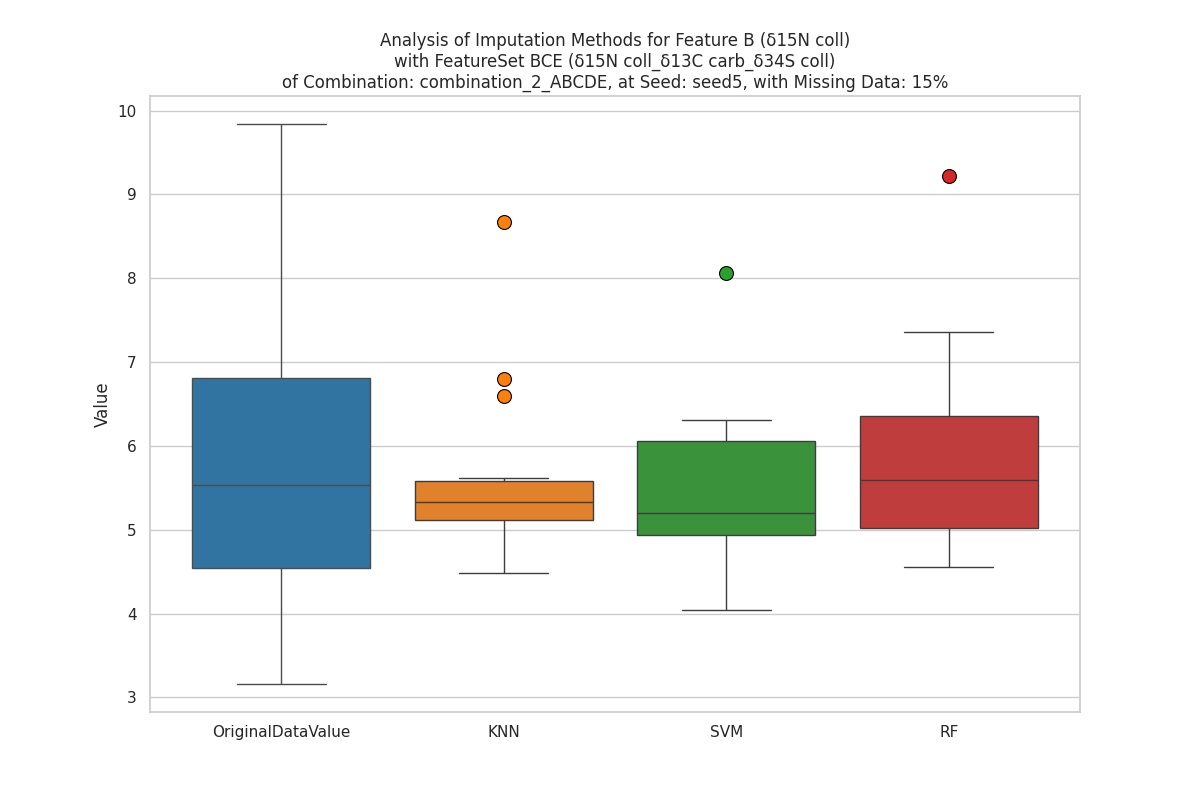 Analysis of Imputation Methods for Feature B (δ15N coll)
with FeatureSet BCE (δ15N coll_δ13C carb_δ34S coll)
of Combination: combination_2_ABCDE, at Seed: seed5, with Missing Data: 15%
10
9
8
7
6
5
4
3
Value
OriginalDataValue
KNN
SVM
RF